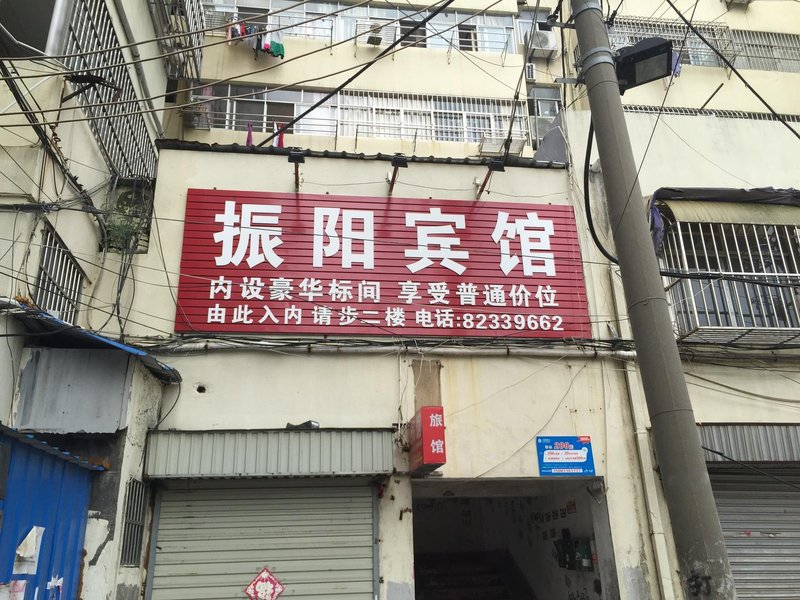 振阳宾馆
内设豪华标间 享受普通价位
由此入内 请步二楼 电话:82339662
旅馆